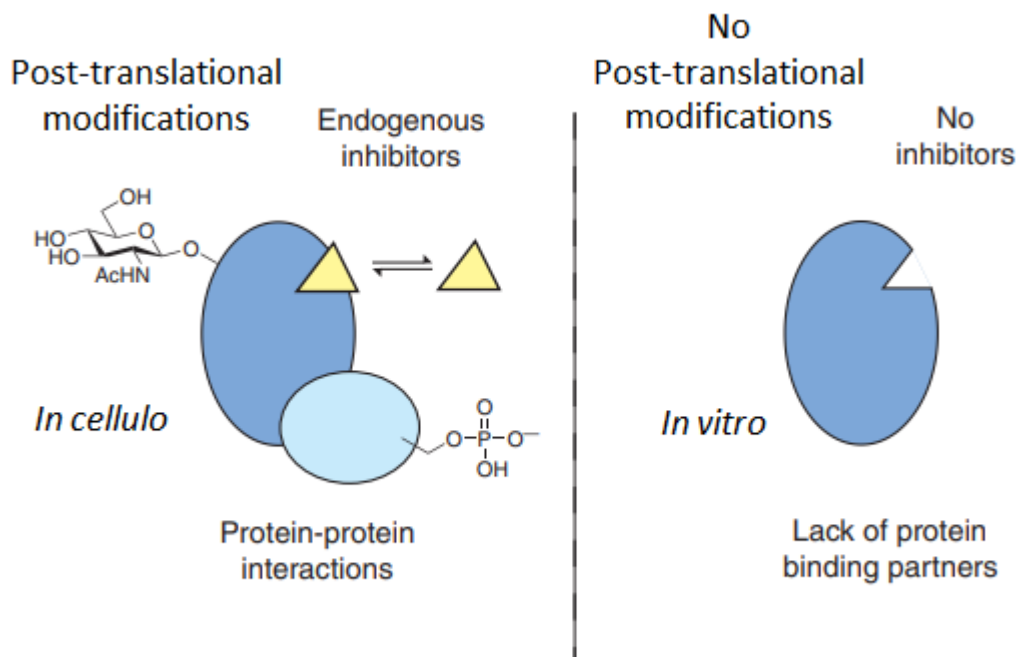 Post-translational
modifications
Endogenous
inhibitors
OH
HO
O
O
HO
AcHN
In cellulo
O
O-P-O−
OH
Protein-protein
interactions
No
Post-translational
modifications
No
inhibitors
In vitro
Lack of protein
binding partners